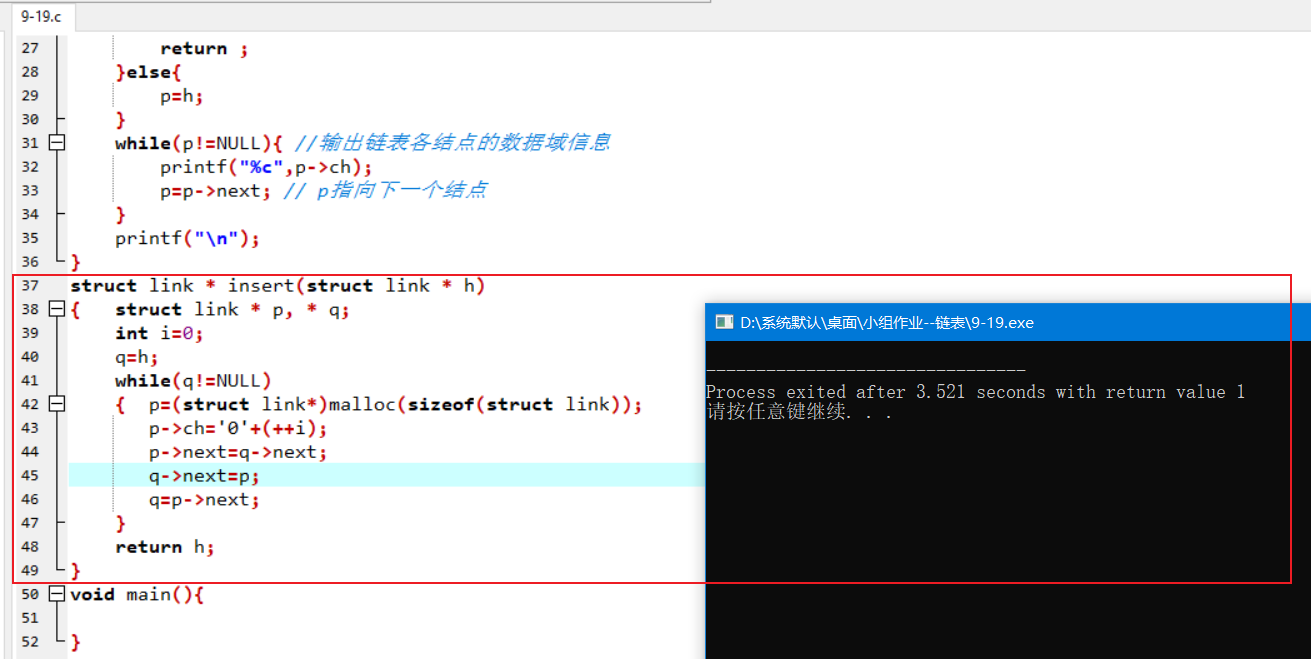 9-19.c
27 return ;
28 }else{
29 p=h;
30 }
31 while(p!=NULL){ //输出链表各结点的数据域信息
32 printf("%c",p->ch);
33 p=p->next; // p指向下一个结点
34 }
35 printf("\n");
36 }
37 struct link * insert(struct link * h)
38 { struct link * p, * q;
39 int i=0;
40 q=h;
41 while(q!=NULL)
42 { p=(struct link*)malloc(sizeof(struct link));
43 p->ch='0'+(++i);
44 p->next=q->next;
45 q->next=p;
46 q=p->next;
47 }
48 return h;
49 }
50 void main(){
51
52 }
D:\系统默认\桌面\小组作业--链表\9-19.exe
--------------------------------
Process exited after 3.521 seconds with return value 1
请按任意键继续. . .